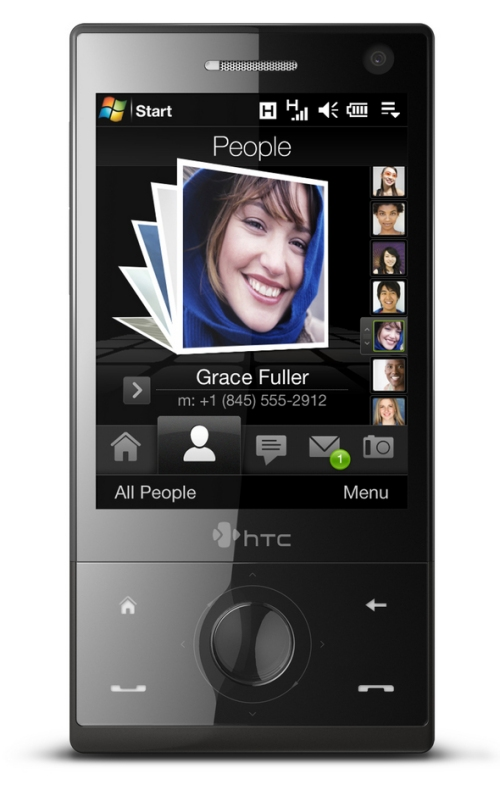 Start
People
Grace Fuller
m: +1 (845) 555-2912
1
All People
Menu
hTC